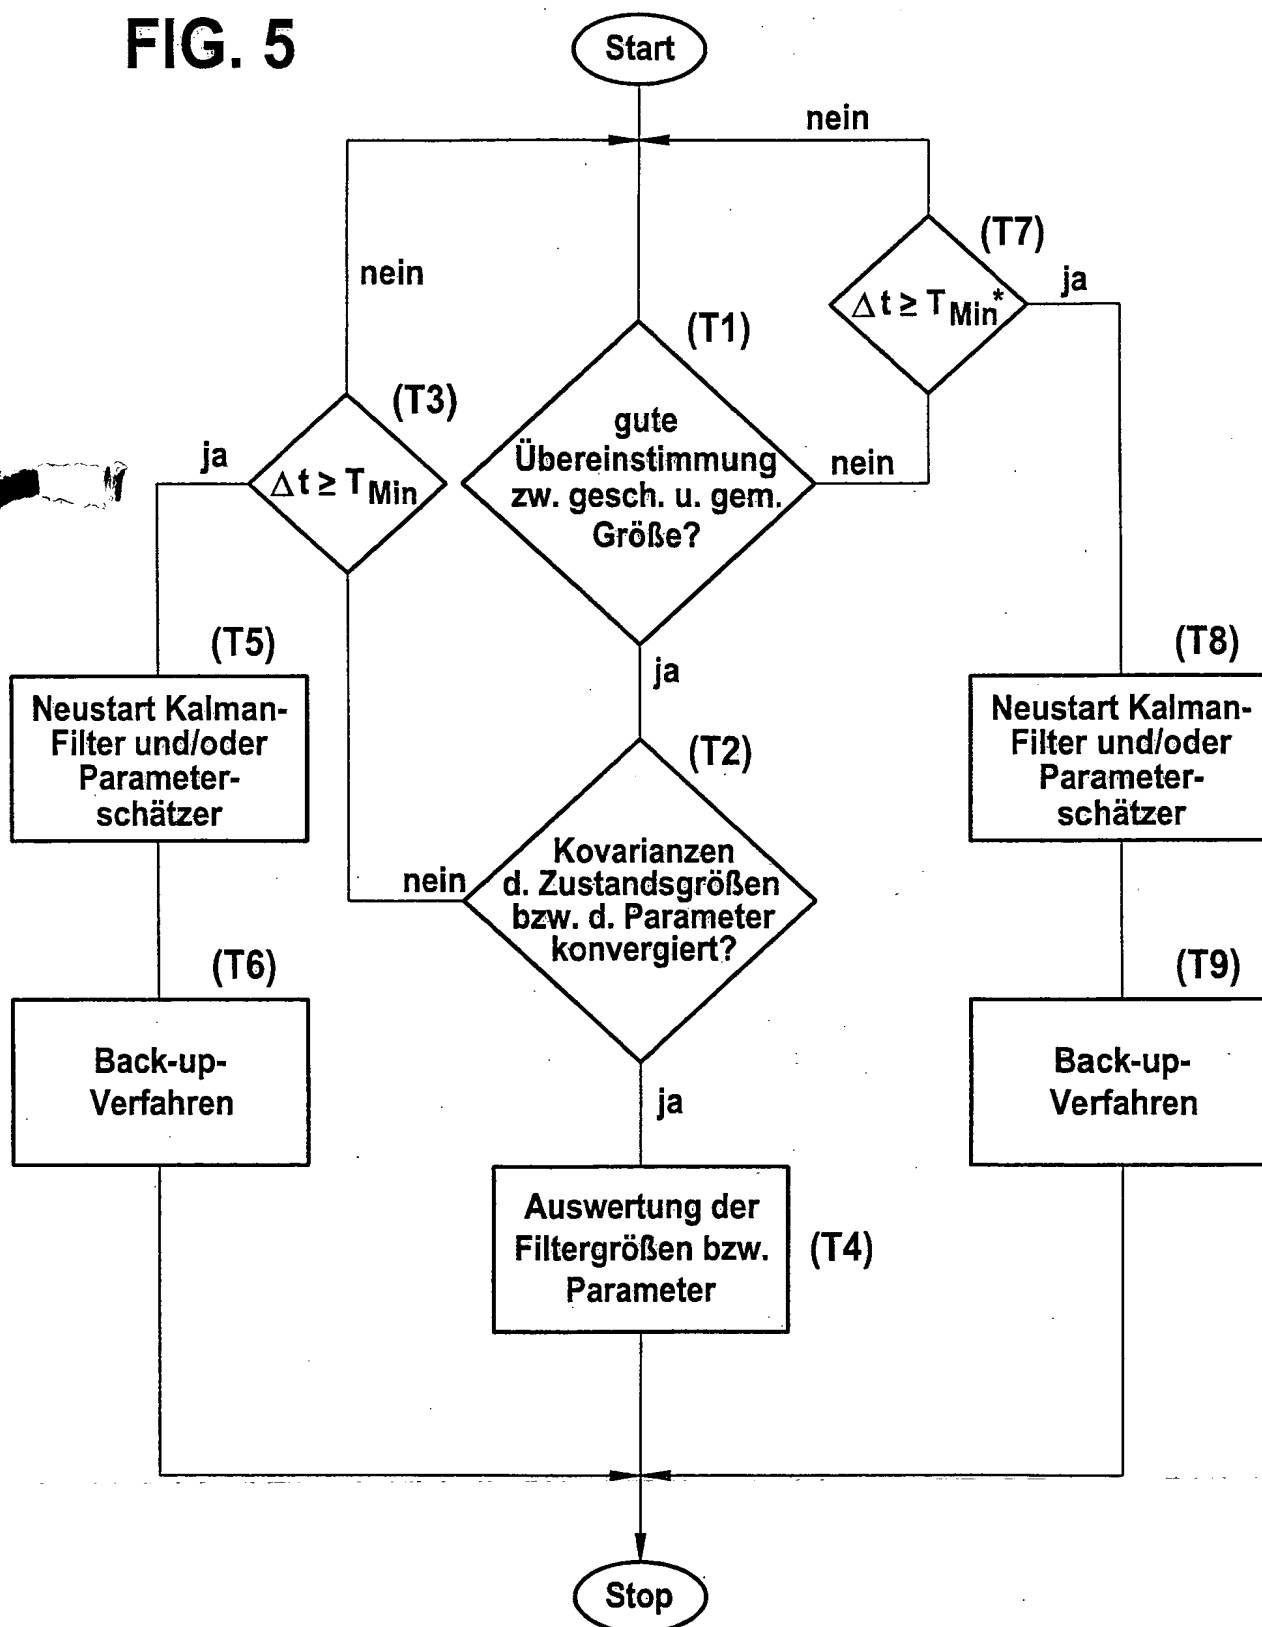 FIG. 5
Start
nein
(T7)
nein
ja
Δt ≥ T Min*
(T1)
(T3)
gute
Übereinstimmung
zw. gesch. u. gem.
Größe?
ja
nein
Δt ≥ T Min
(T5)
(T8)
ja
Neustart Kalman-
Filter und/oder
Parameter-
schätzer
Neustart Kalman-
Filter und/oder
Parameter-
schätzer
(T2)
Kovarianzen
d. Zustandsgrößen
bzw. d. Parameter
konvergiert?
nein
(T6)
(T9)
Back-up-
Verfahren
Back-up-
Verfahren
ja
Auswertung der
Filtergrößen bzw.
Parameter
(T4)
Stop